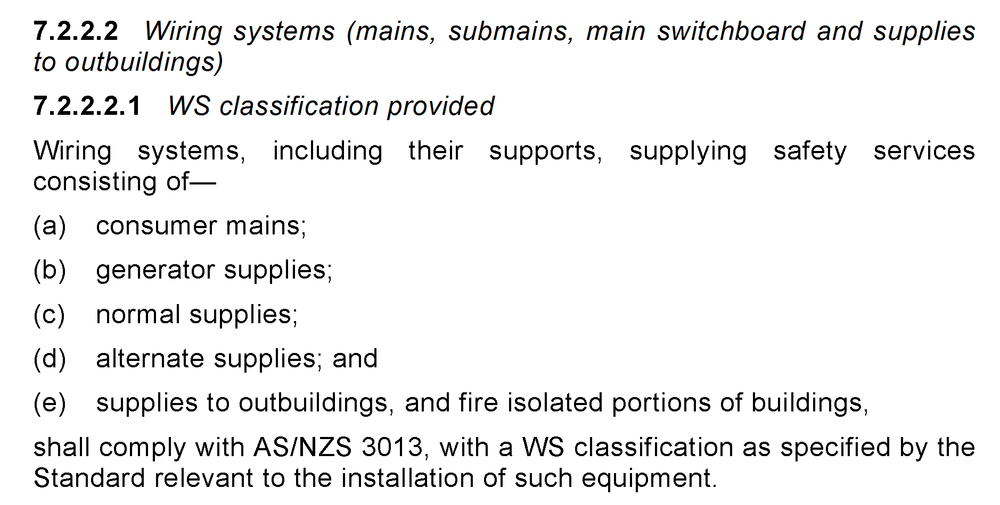 7.2.2.2 Wiring systems (mains, submains, main switchboard and supplies
to outbuildings)
7.2.2.2.1 WS classification provided
Wiring systems, including their supports, supplying safety services
consisting of—
(a) consumer mains;
(b) generator supplies;
(c) normal supplies;
(d) alternate supplies; and
(e) supplies to outbuildings, and fire isolated portions of buildings,
shall comply with AS/NZS 3013, with a WS classification as specified by the
Standard relevant to the installation of such equipment.